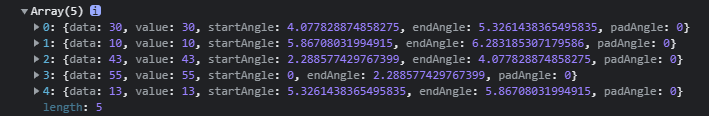 Array(5) i
0: {data: 30, value: 30, startAngle: 4.077828874858275, endAngle: 5.3261438365495835, padAngle: 0}
1: {data: 10, value: 10, startAngle: 5.86708031994915, endAngle: 6.283185307179586, padAngle: 0}
2: {data: 43, value: 43, startAngle: 2.288577429767399, endAngle: 4.077828874858275, padAngle: 0}
3: {data: 55, value: 55, startAngle: 0, endAngle: 2.288577429767399, padAngle: 0}
4: {data: 13, value: 13, startAngle: 5.3261438365495835, endAngle: 5.86708031994915, padAngle: 0}
length: 5